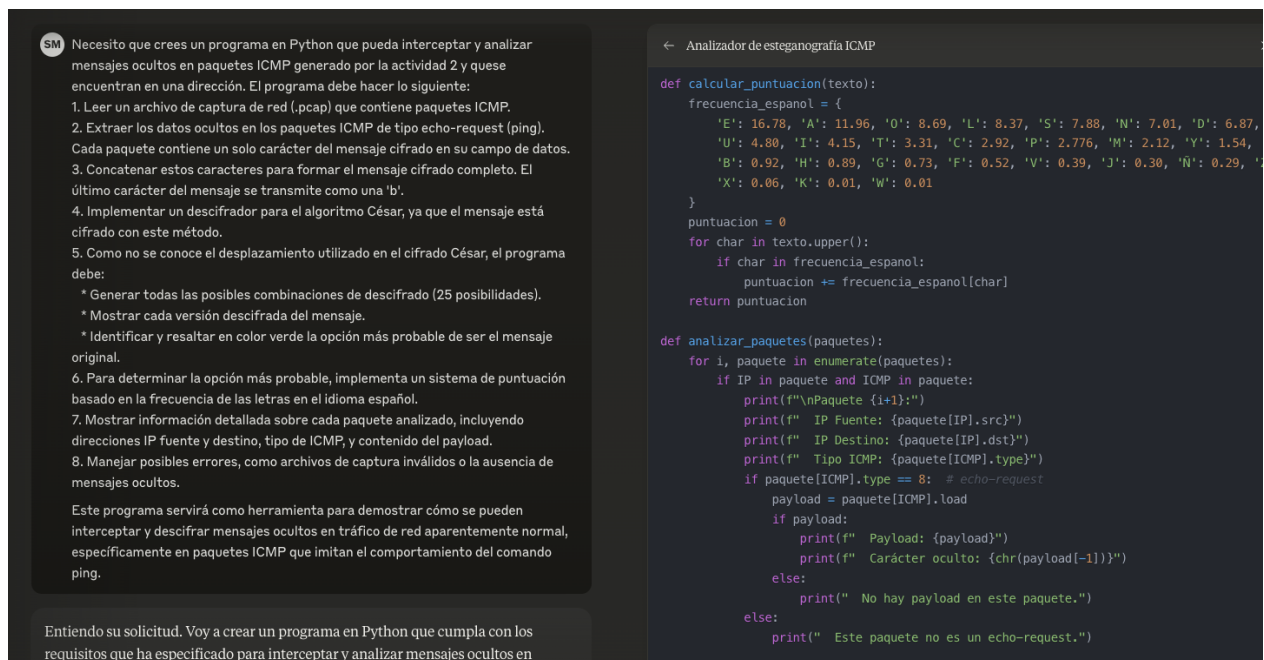 SM
Necesito que crees un programa en Python que pueda interceptar y analizar
mensajes ocultos en paquetes ICMP generado por la actividad 2 y quese
encuentran en una dirección. El programa debe hacer lo siguiente:
1. Leer un archivo de captura de red (.pcap) que contiene paquetes ICMP.
2. Extraer los datos ocultos en los paquetes ICMP de tipo echo-request (ping).
Cada paquete contiene un solo carácter del mensaje cifrado en su campo de datos.
3. Concatenar estos caracteres para formar el mensaje cifrado completo. El
último carácter del mensaje se transmite como una 'b'.
4. Implementar un descifrador para el algoritmo César, ya que el mensaje está
cifrado con este método.
5. Como no se conoce el desplazamiento utilizado en el cifrado César, el programa
debe:
* Generar todas las posibles combinaciones de descifrado (25 posibilidades).
* Mostrar cada versión descifrada del mensaje.
* Identificar y resaltar en color verde la opción más probable de ser el mensaje
original.
6. Para determinar la opción más probable, implementa un sistema de puntuación
basado en la frecuencia de las letras en el idioma español.
7. Mostrar información detallada sobre cada paquete analizado, incluyendo
direcciones IP fuente y destino, tipo de ICMP, y contenido del payload.
8. Manejar posibles errores, como archivos de captura inválidos o la ausencia de
mensajes ocultos.
Este programa servirá como herramienta para demostrar cómo se pueden
interceptar y descifrar mensajes ocultos en tráfico de red aparentemente normal,
específicamente en paquetes ICMP que imitan el comportamiento del comando
ping.
Entiendo su solicitud. Voy a crear un programa en Python que cumpla con los
requisitos que ha especificado para interceptar y analizar mensajes ocultos en
← Analizador de esteganografía ICMP
def calcular_puntuacion(texto):
    frecuencia_espanol = {
        'E': 16.78, 'A': 11.96, 'O': 8.69, 'L': 8.37, 'S': 7.88, 'N': 7.01, 'D': 6.87,
        'U': 4.80, 'I': 4.15, 'T': 3.31, 'C': 2.92, 'P': 2.776, 'M': 2.12, 'Y': 1.54,
        'B': 0.92, 'H': 0.89, 'G': 0.73, 'F': 0.52, 'V': 0.39, 'J': 0.30, 'Ñ': 0.29,
        'X': 0.06, 'K': 0.01, 'W': 0.01
    }
    puntuacion = 0
    for char in texto.upper():
        if char in frecuencia_espanol:
            puntuacion += frecuencia_espanol[char]
    return puntuacion
def analizar_paquetes(paquetes):
    for i, paquete in enumerate(paquetes):
        if IP in paquete and ICMP in paquete:
            print(f"\nPaquete {i+1}:")
            print(f"  IP Fuente: {paquete[IP].src}")
            print(f"  IP Destino: {paquete[IP].dst}")
            print(f"  Tipo ICMP: {paquete[ICMP].type}")
            if paquete[ICMP].type == 8:  # echo-request
                payload = paquete[ICMP].load
                if payload:
                    print(f"  Payload: {payload}")
                    print(f"  Carácter oculto: {chr(payload[-1])}")
                else:
                    print("  No hay payload en este paquete.")
            else:
                print("  Este paquete no es un echo-request.")